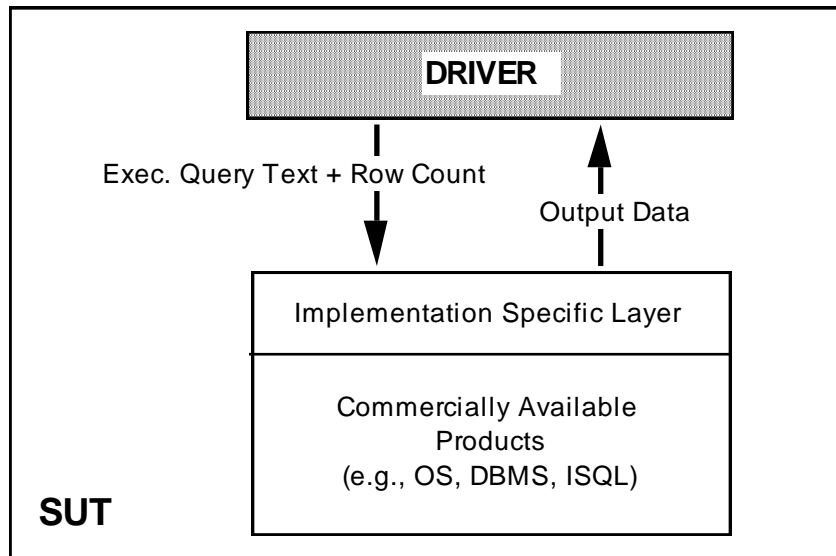 DRIVER
Exec. Query Text + Row Count
Output Data
Implementation Specific Layer
Commercially Available
Products
(e.g., OS, DBMS, ISQL)
SUT